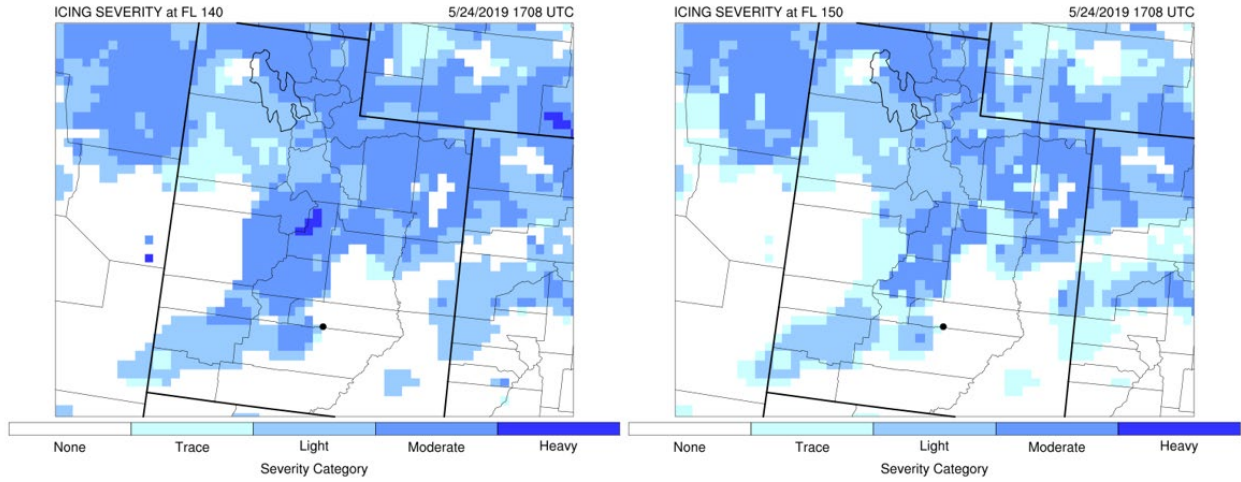 ICING SEVERITY at FL 140 5/24/2019 1708 UTC
None Trace Light Moderate Heavy
Severity Category
ICING SEVERITY at FL 150 5/24/2019 1708 UTC
None Trace Light Moderate Heavy
Severity Category